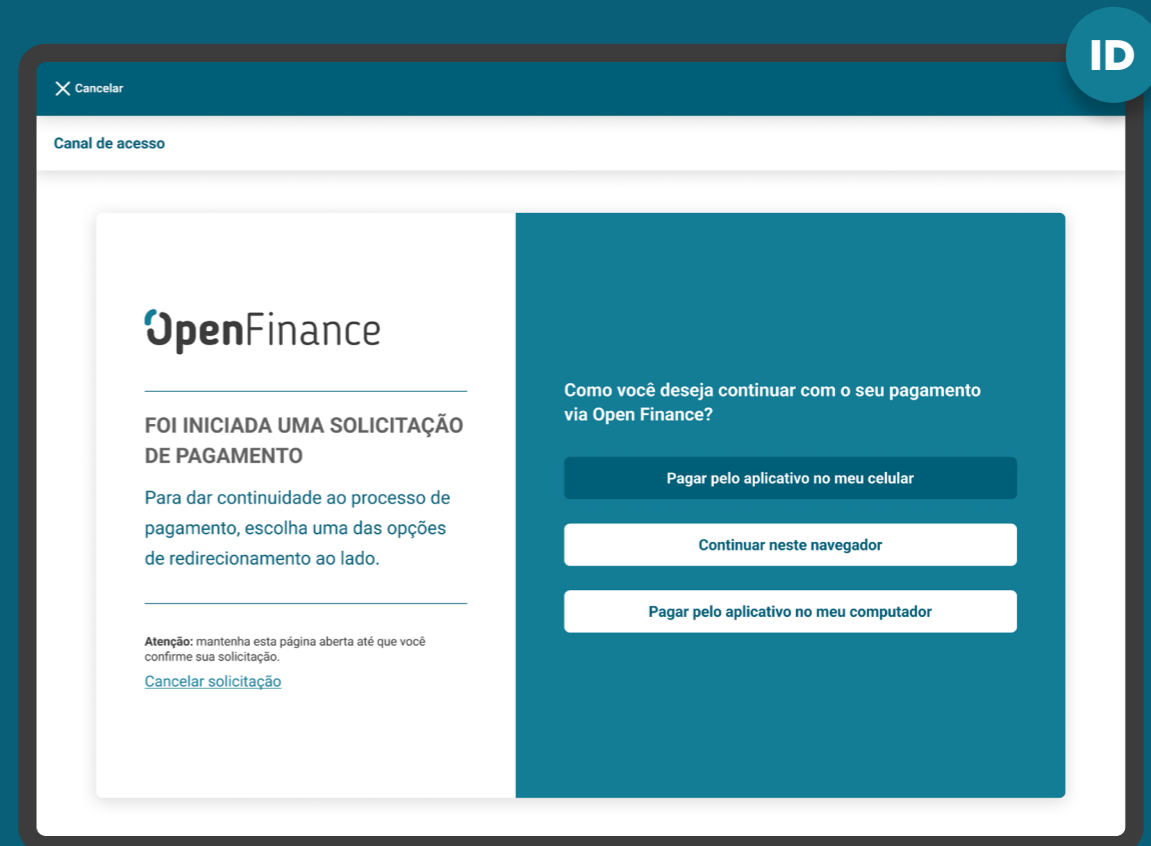 ID
Cancelar
Canal de acesso
OpenFinance
FOI INICIADA UMA SOLICITAÇÃO
DE PAGAMENTO
Para dar continuidade ao processo de
pagamento, escolha uma das opções
de redirecionamento ao lado.
Atenção: mantenha esta página aberta até que você
confirme sua solicitação.
Cancelar solicitação
Como você deseja continuar com o seu pagamento
via Open Finance?
Pagar pelo aplicativo no meu celular
Continuar neste navegador
Pagar pelo aplicativo no meu computador